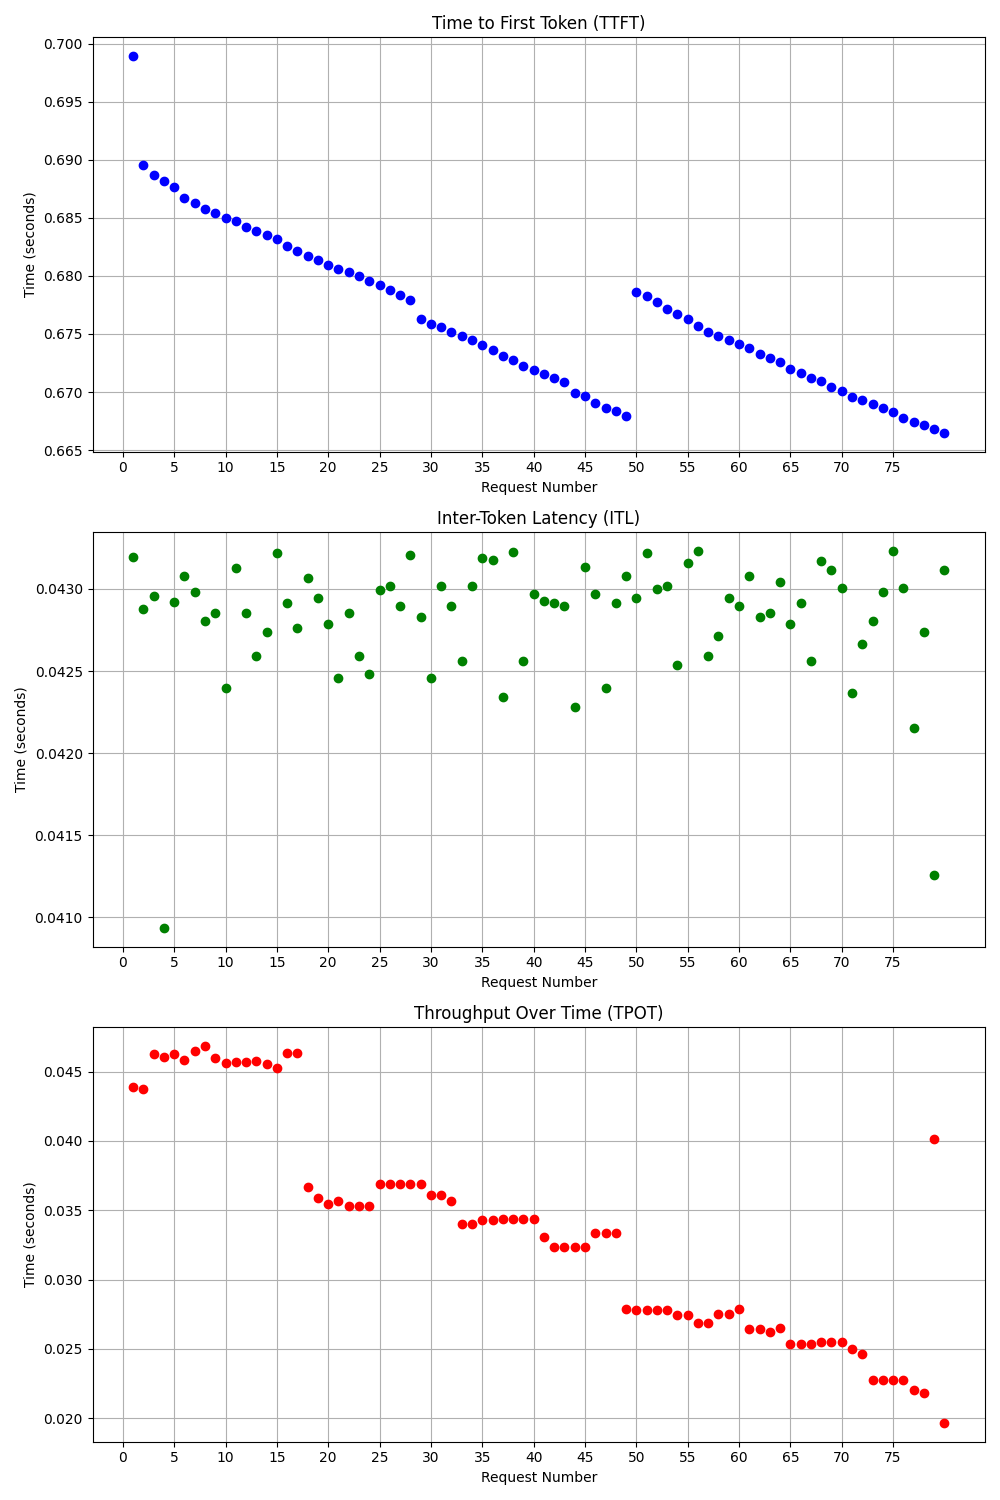 Time to First Token (TTFT)
0.700
0.695
0.690
0.685
0.680
0.675
0.670
0.665
Time (seconds)
0 5 10 15 20 25 30 35 40 45 50 55 60 65 70 75
Request Number
Inter-Token Latency (ITL)
0.0430
0.0425
0.0420
0.0415
0.0410
Time (seconds)
0 5 10 15 20 25 30 35 40 45 50 55 60 65 70 75
Request Number
Throughput Over Time (TPOT)
0.045
0.040
0.035
0.030
0.025
0.020
Time (seconds)
0 5 10 15 20 25 30 35 40 45 50 55 60 65 70 75
Request Number